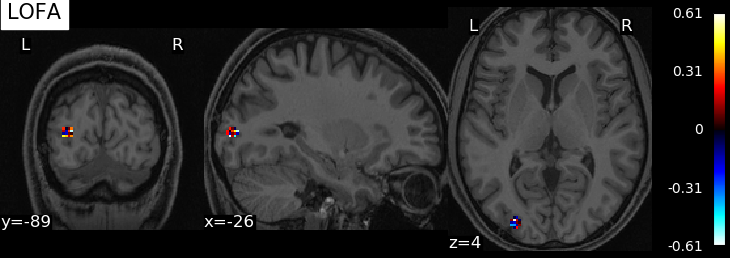 LOFA
L R
L R
y=-89
x=-26
z=4
0.61
0.31
0
-0.31
-0.61